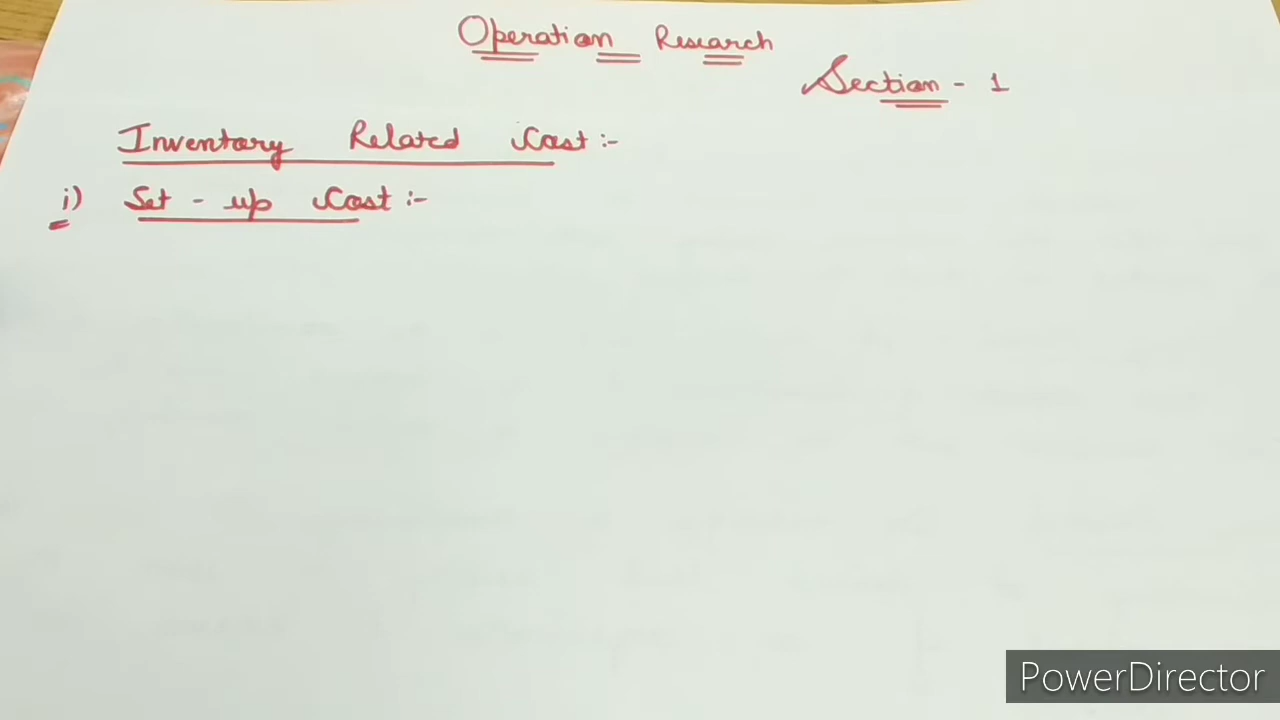 Operation Research
Section - 1
Inventory Related Cost :-
i) Set - up Cost :-
PowerDirector